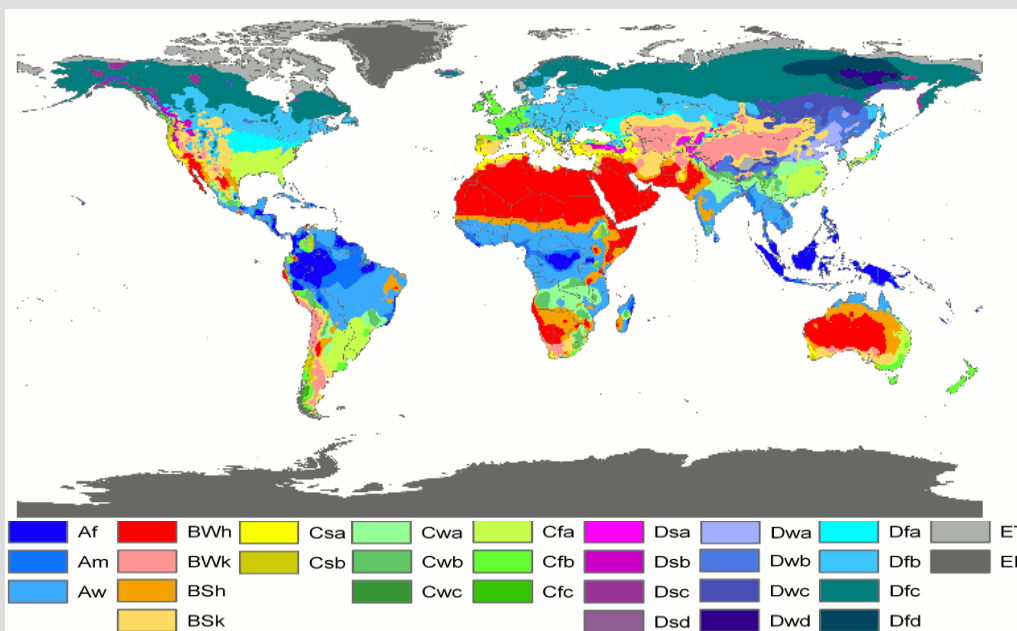 Af BWh Csa Cwa Cfa Dsa Dwa Dfa
Am BWk Csb Cwb Cfb Dsb Dwb Dfb
Aw BSh Cwc Cfc Dsc Dwc Dfc
BSk Dsd Dwd Dfd